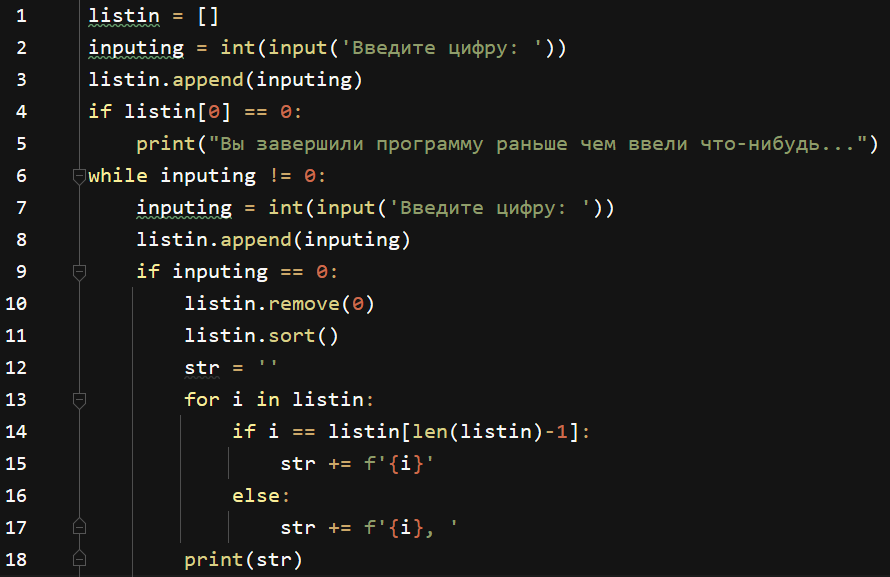 1 listin = []
2 inputing = int(input('Введите цифру: '))
3 listin.append(inputing)
4 if listin[0] == 0:
5     print("Вы завершили программу раньше чем ввели что-нибудь...")
6 while inputing != 0:
7     inputing = int(input('Введите цифру: '))
8     listin.append(inputing)
9     if inputing == 0:
10         listin.remove(0)
11         listin.sort()
12         str = ''
13         for i in listin:
14             if i == listin[len(listin)-1]:
15                 str += f'{i}'
16             else:
17                 str += f'{i}, '
18         print(str)